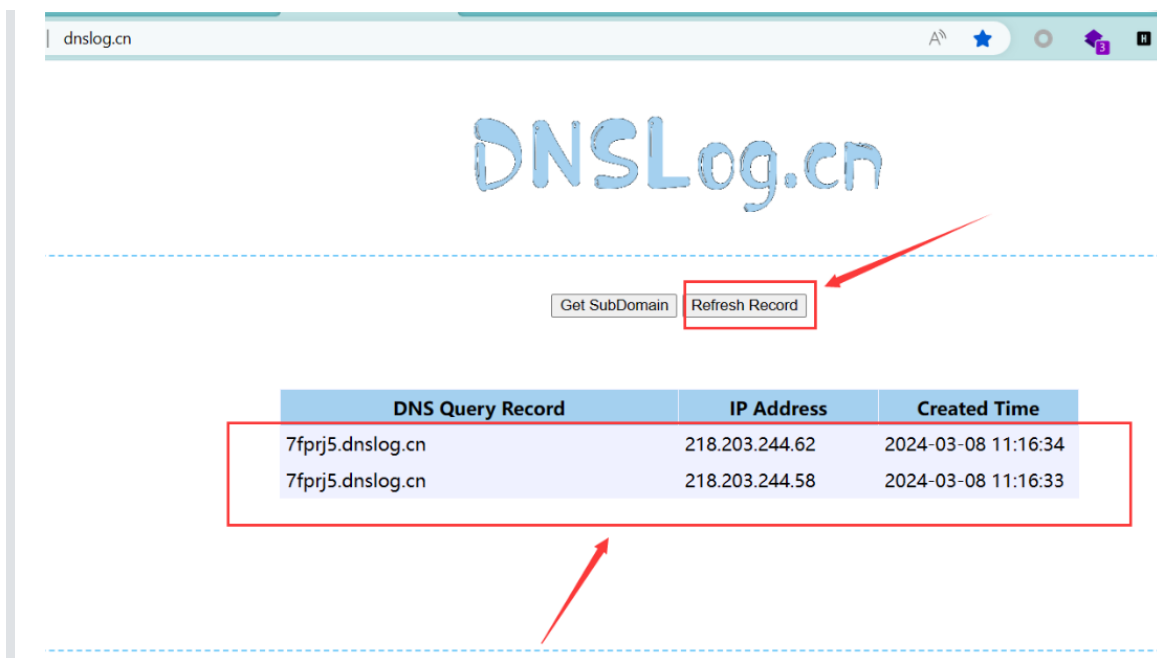 dnslog.cn
A
3
H
DNSLog.cn
Get SubDomain Refresh Record
DNS Query Record IP Address Created Time
7fprj5.dnslog.cn 218.203.244.62 2024-03-08 11:16:34
7fprj5.dnslog.cn 218.203.244.58 2024-03-08 11:16:33